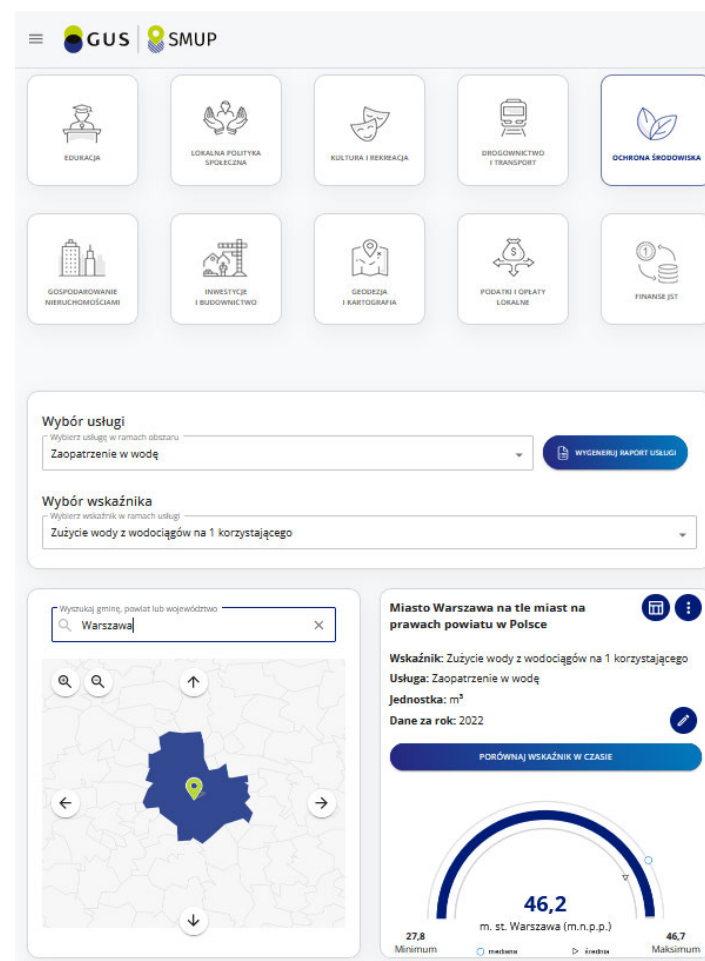 GUS SMUP
EDUKACJA
LOKALNA POLITYKA
SPOŁECZNA
KULTURA I REKREACJA
DROGOWNICTWO
I TRANSPORT
OCHRONA ŚRODOWISKA
GOSPODAROWANIE
NIERUCHOMOŚCIAMI
INWESTYCJE
I BUDOWNICTWO
GEODEZJA
I KARTOGRAFIA
PODATKI I OPŁATY
LOKALNE
FINANSE JST
Wybór usługi
Wybierz usługę w ramach obszaru
Zaopatrzenie w wodę
WYGENERUJ RAPORT USŁUGI
Wybór wskaźnika
Wybierz wskaźnik w ramach usługi
Zużycie wody z wodociągów na 1 korzystającego
Wyszukaj gminę, powiat lub województwo
Warszawa
Miasto Warszawa na tle miast na
prawach powiatu w Polsce
Wskaźnik: Zużycie wody z wodociągów na 1 korzystającego
Usługa: Zaopatrzenie w wodę
Jednostka: m³
Dane za rok: 2022
PORÓWNAJ WSKAŹNIK W CZASIE
46,2
m. st. Warszawa (m.n.p.p.)
27,8
Minimum
mediana
średnia
46,7
Maksimum